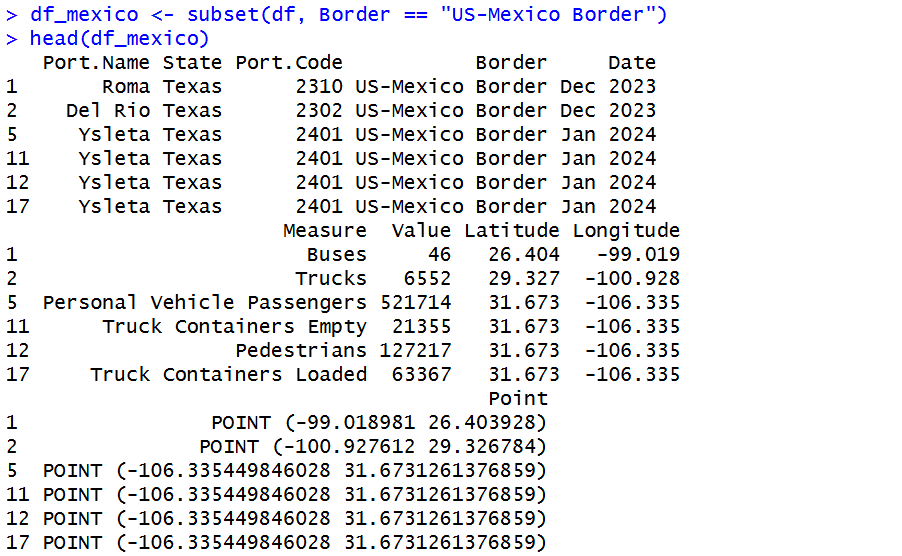 > df_mexico <- subset(df, Border == "US-Mexico Border")
> head(df_mexico)
   Port.Name State Port.Code           Border     Date
1       Roma Texas      2310 US-Mexico Border Dec 2023
2    Del Rio Texas      2302 US-Mexico Border Dec 2023
5     Ysleta Texas      2401 US-Mexico Border Jan 2024
11    Ysleta Texas      2401 US-Mexico Border Jan 2024
12    Ysleta Texas      2401 US-Mexico Border Jan 2024
17    Ysleta Texas      2401 US-Mexico Border Jan 2024
                       Measure  Value Latitude Longitude
1                        Buses     46   26.404   -99.019
2                       Trucks   6552   29.327  -100.928
5  Personal Vehicle Passengers 521714   31.673  -106.335
11      Truck Containers Empty  21355   31.673  -106.335
12                 Pedestrians 127217   31.673  -106.335
17     Truck Containers Loaded  63367   31.673  -106.335
                                        Point
1                 POINT (-99.018981 26.403928)
2                POINT (-100.927612 29.326784)
5  POINT (-106.335449846028 31.6731261376859)
11 POINT (-106.335449846028 31.6731261376859)
12 POINT (-106.335449846028 31.6731261376859)
17 POINT (-106.335449846028 31.6731261376859)